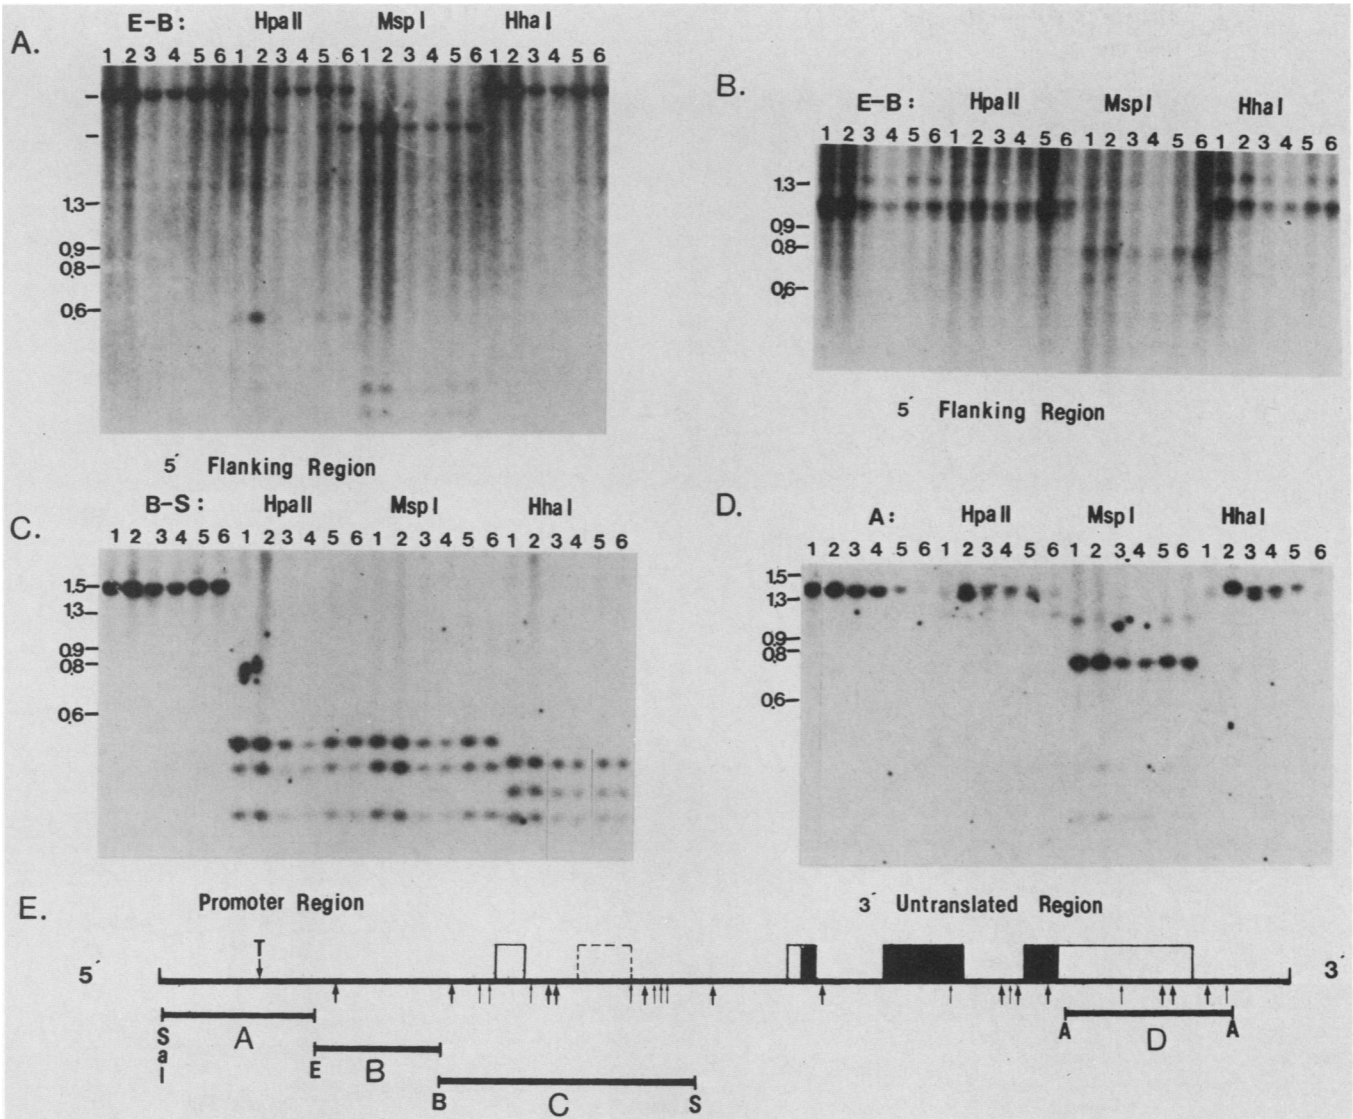 A.
E-B: HpaII MspI HhaI
1 2 3 4 5 6 1 2 3 4 5 6 1 2 3 4 5 6 1 2 3 4 5 6
1.3
0.9
0.8
0.6
5´ Flanking Region
B.
E-B: HpaII MspI HhaI
1 2 3 4 5 6 1 2 3 4 5 6 1 2 3 4 5 6 1 2 3 4 5 6
1.3
0.9
0.8
0.6
5´ Flanking Region
C.
B-S: HpaII MspI HhaI
1 2 3 4 5 6 1 2 3 4 5 6 1 2 3 4 5 6 1 2 3 4 5 6
1.5
1.3
0.9
0.8
0.6
Promoter Region
D.
A: HpaII MspI HhaI
1 2 3 4 5 6 1 2 3 4 5 6 1 2 3 4 5 6 1 2 3 4 5 6
1.5
1.3
0.9
0.8
0.6
3´ Untranslated Region
E.
T
5´ 3´
Sal A E B B C S A D A